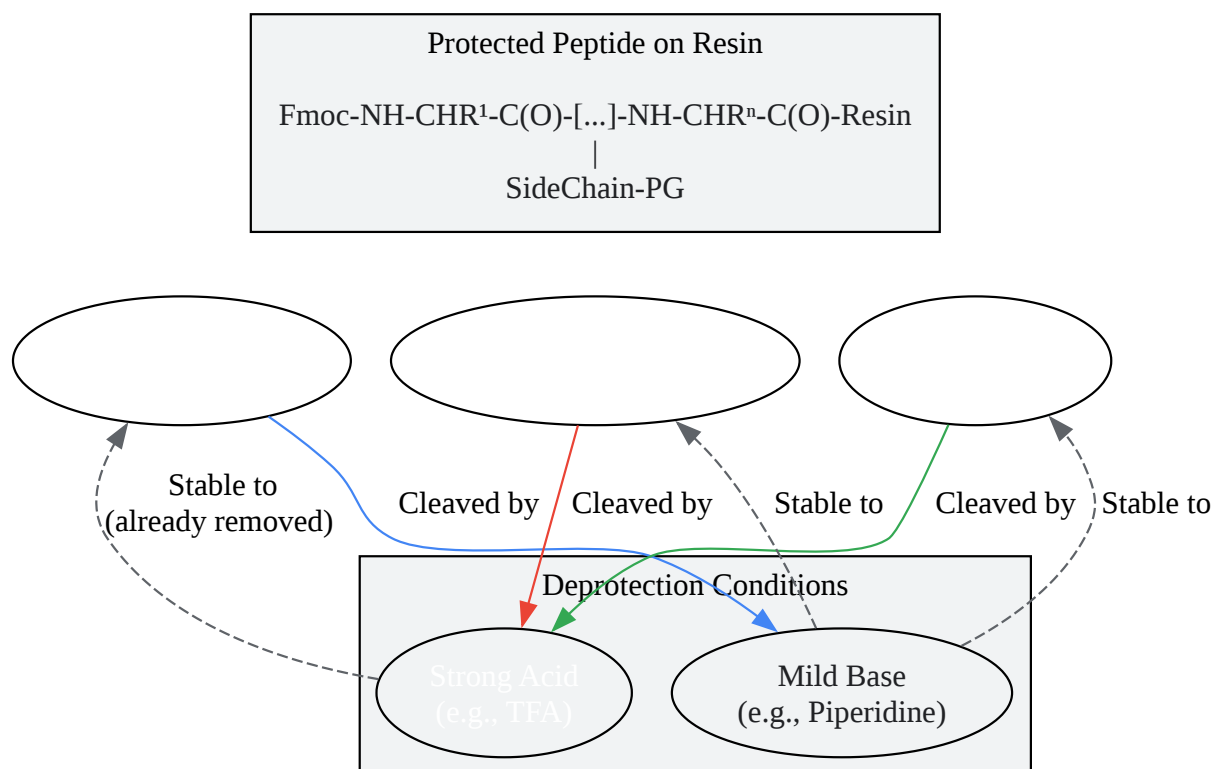 Protected Peptide on Resin
Fmoc-NH-CHR¹-C(O)-[...]-NH-CHRⁿ-C(O)-Resin
|
SideChain-PG
Stable to
(already removed)
Cleaved by
Cleaved by
Stable to
Cleaved by
Stable to
Deprotection Conditions
Strong Acid
(e.g., TFA)
Mild Base
(e.g., Piperidine)